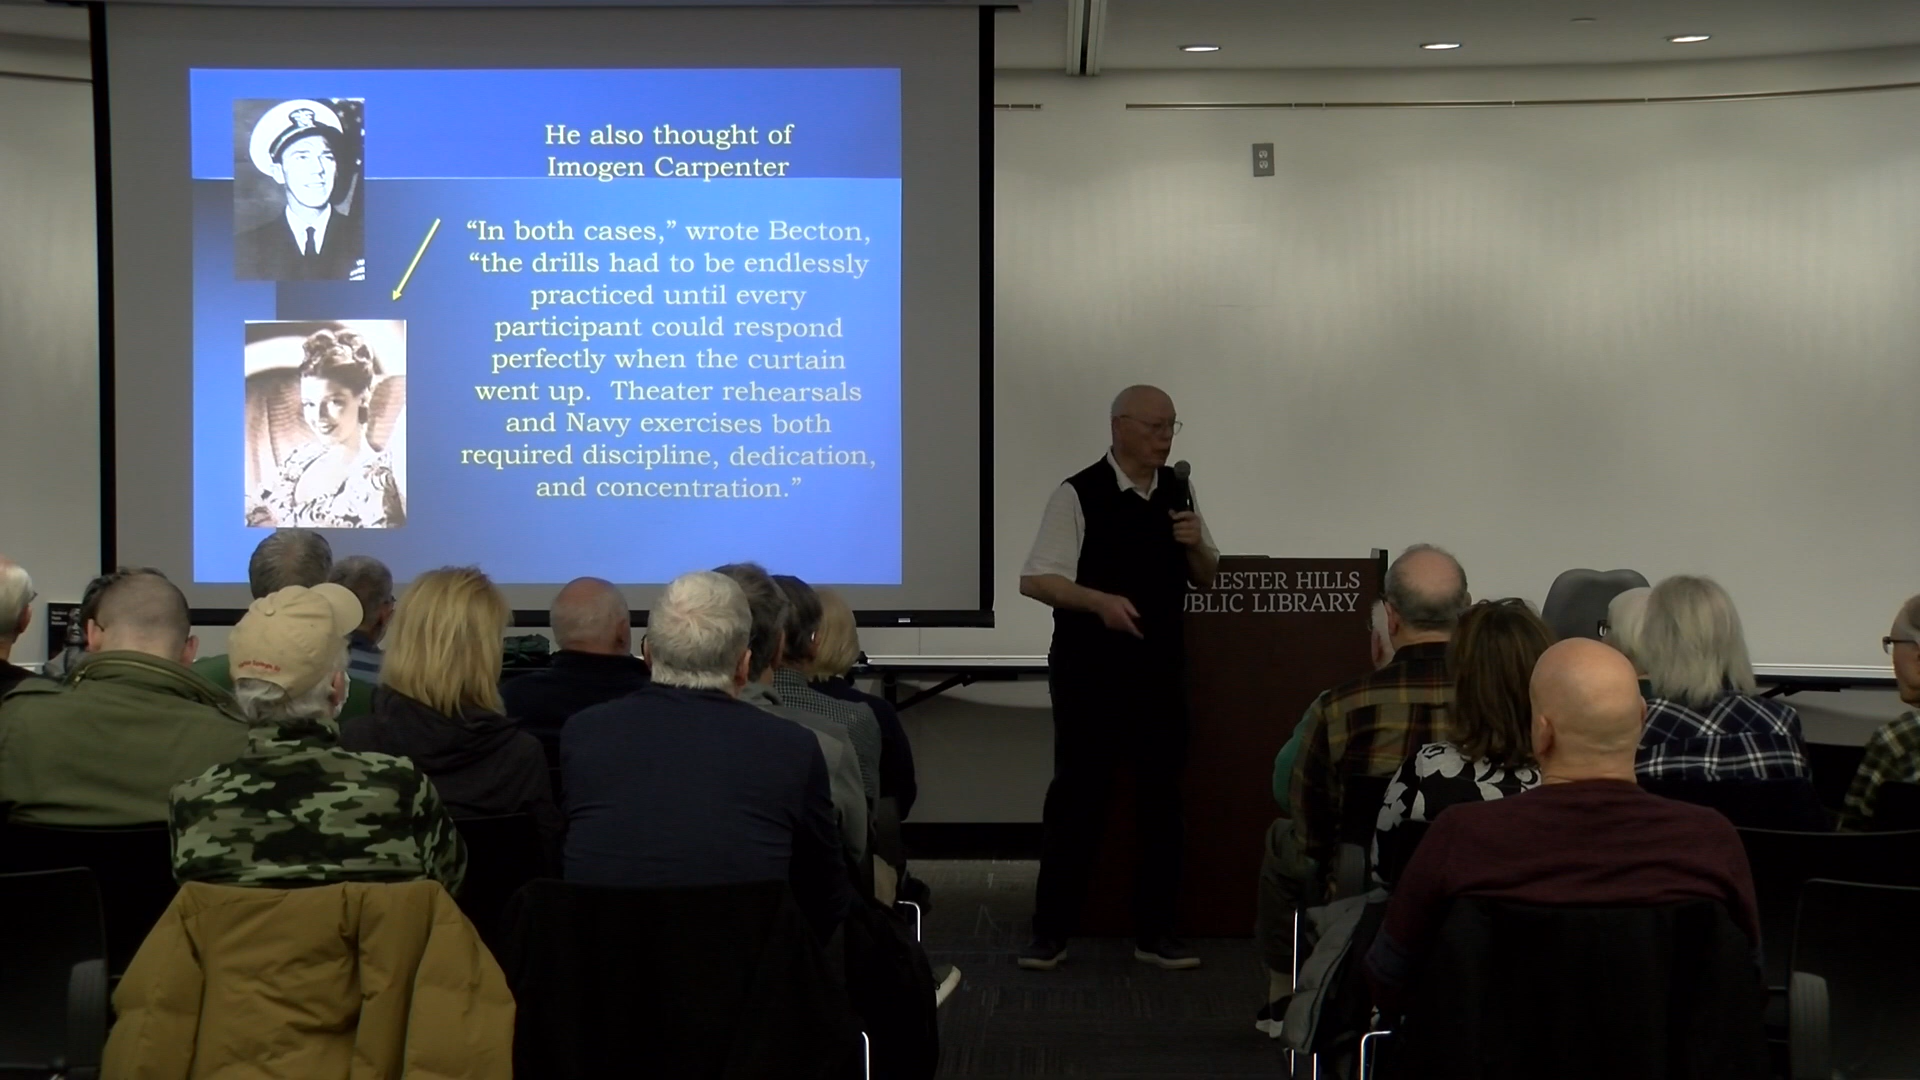 He also thought of
Imogen Carpenter
“In both cases,” wrote Becton,
“the drills had to be endlessly
practiced until every
participant could respond
perfectly when the curtain
went up.  Theater rehearsals
and Navy exercises both
required discipline, dedication,
and concentration.”
CHESTER HILLS
UBLIC LIBRARY